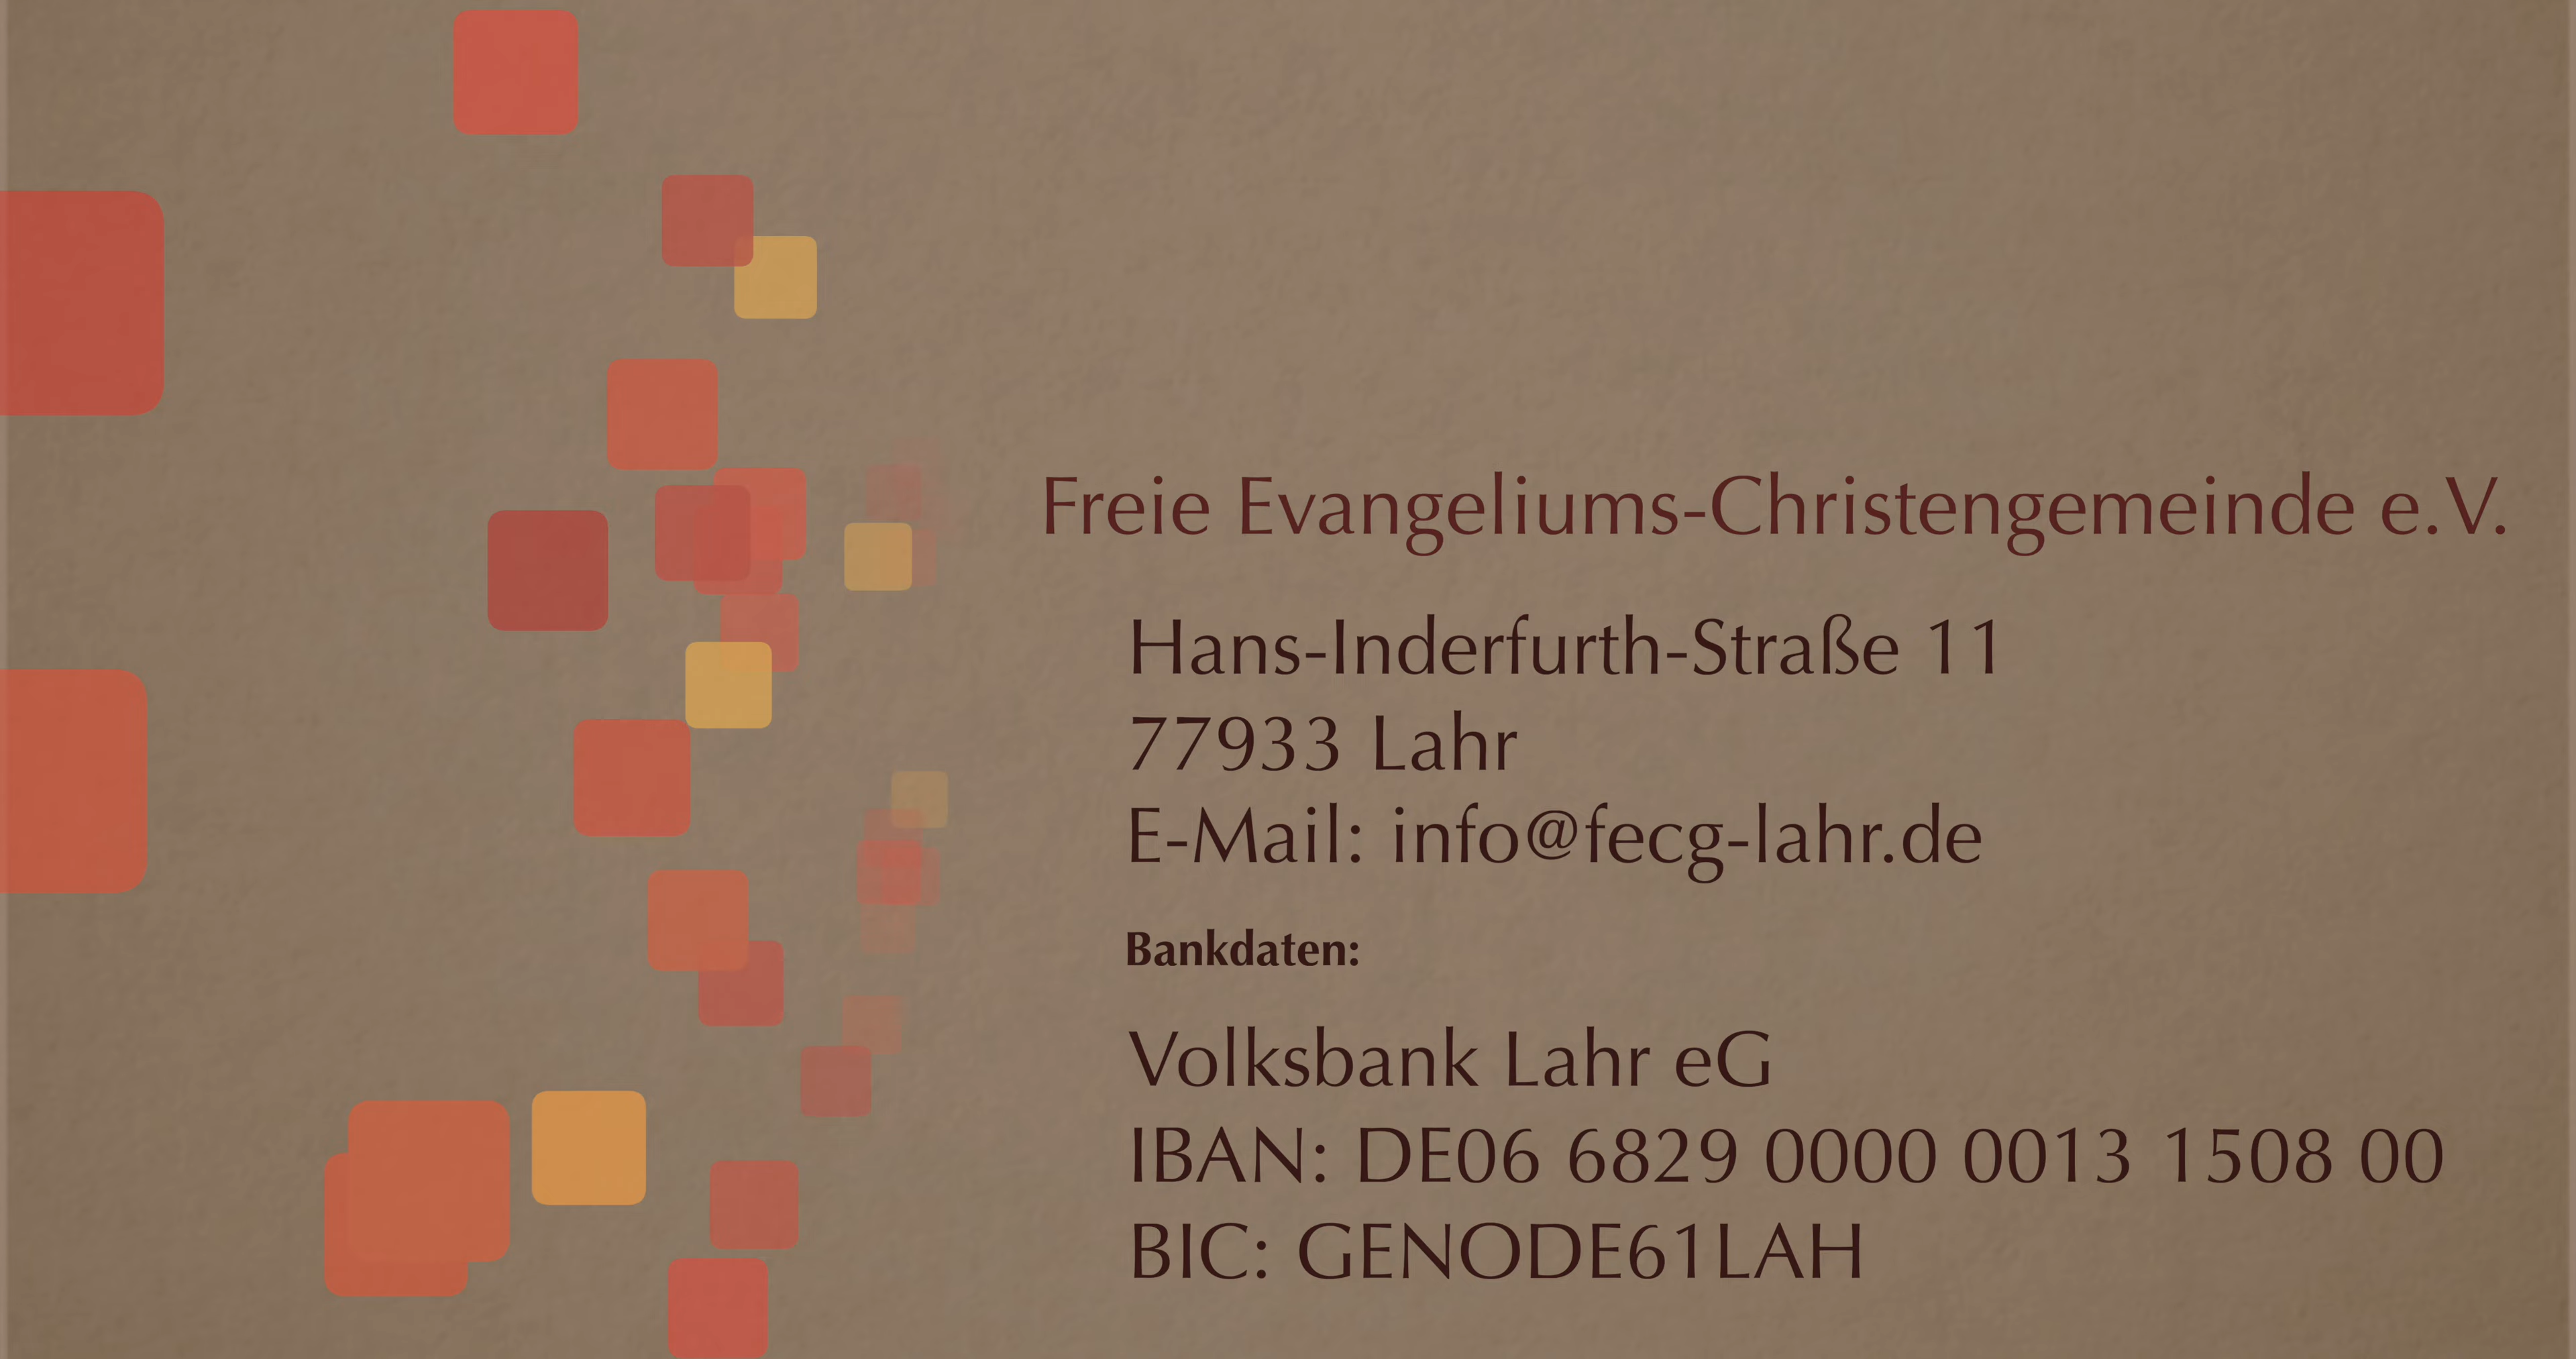 Freie Evangeliums-Christengemeinde e.V.
Hans-Inderfurth-Straße 11
77933 Lahr
E-Mail: info@fecg-lahr.de
Bankdaten:
Volksbank Lahr eG
IBAN: DE06 6829 0000 0013 1508 00
BIC: GENODE61LAH